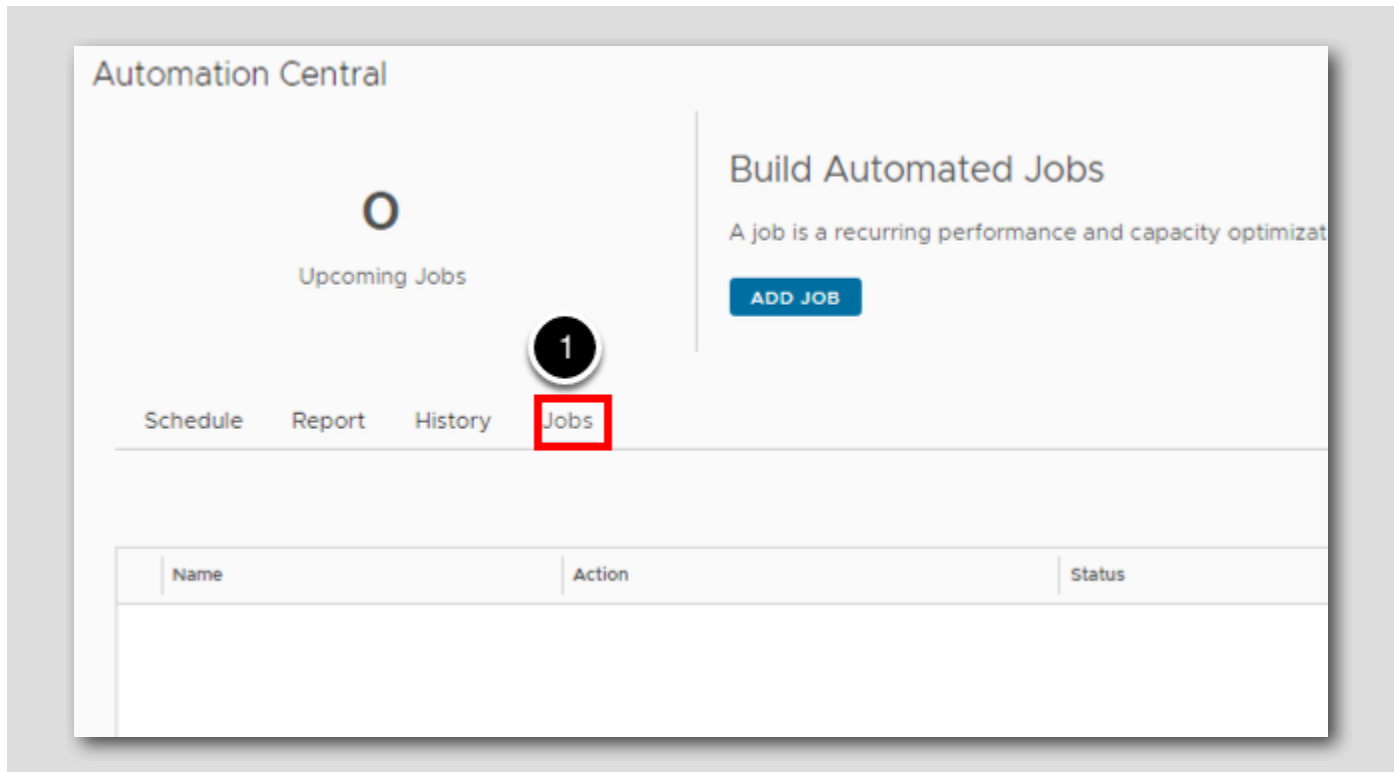 Automation Central
0
Upcoming Jobs
Build Automated Jobs
A job is a recurring performance and capacity optimizat
ADD JOB
1
Schedule Report History Jobs
Name Action Status